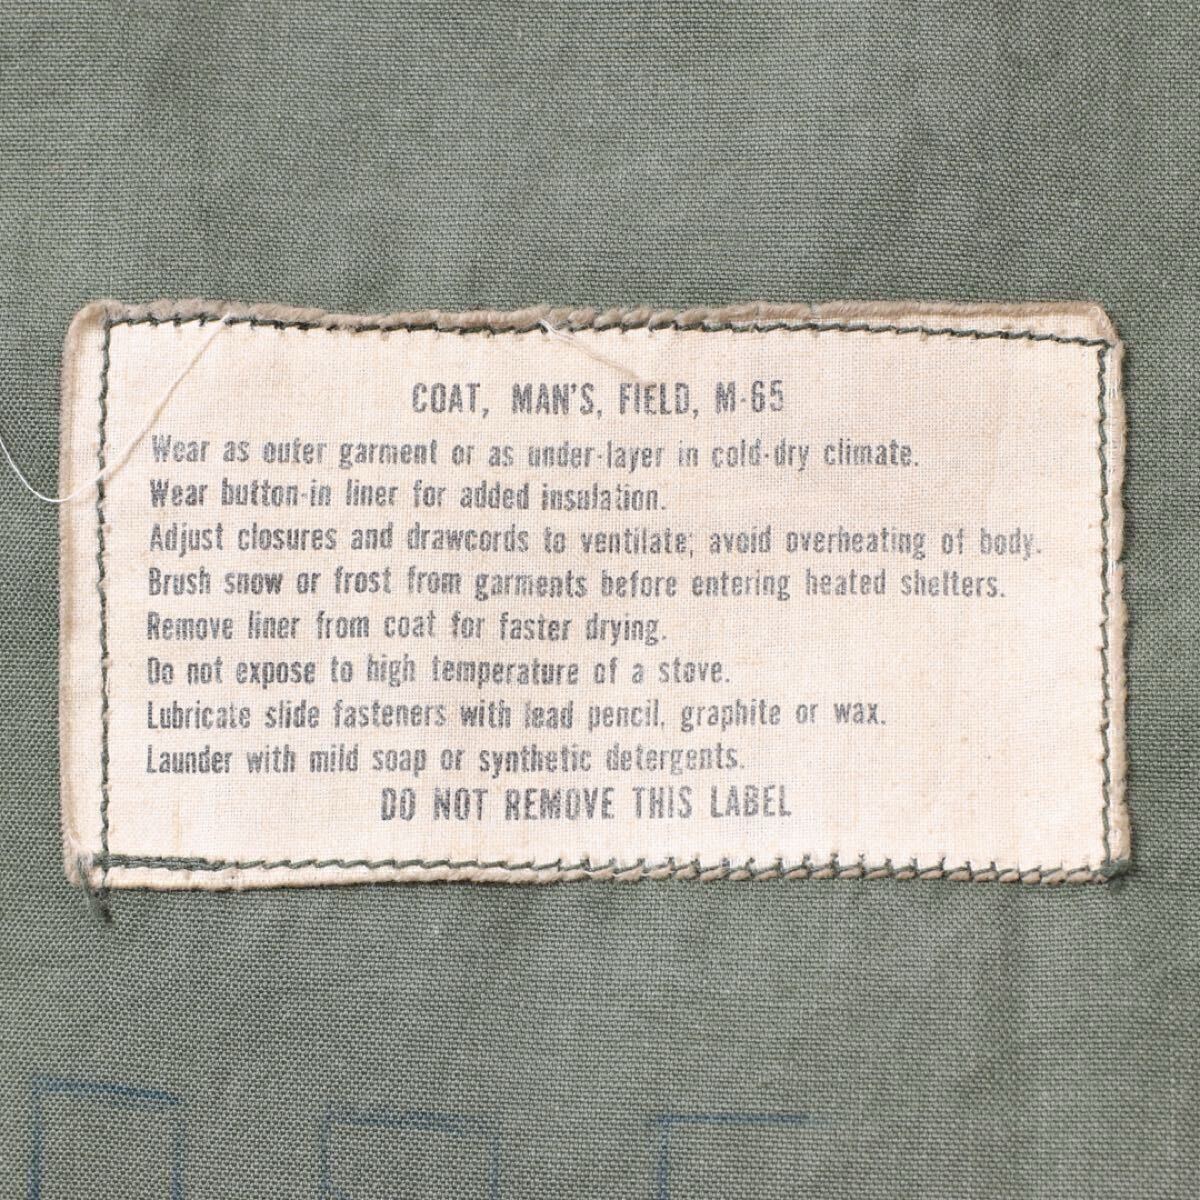 COAT, MAN'S, FIELD, M-65
Wear as outer garment or as under-layer in cold-dry climate.
Wear button-in liner for added insulation.
Adjust closures and drawcords to ventilate; avoid overheating of body.
Brush snow or frost from garments before entering heated shelters.
Remove liner from coat for faster drying.
Do not expose to high temperature of a stove.
Lubricate slide fasteners with lead pencil, graphite or wax.
Launder with mild soap or synthetic detergents.
DO NOT REMOVE THIS LABEL